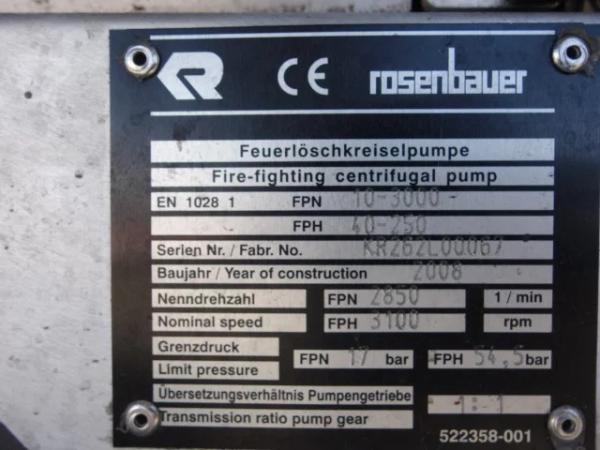 R CE rosenbauer
Feuerlöschkreiselpumpe
Fire-fighting centrifugal pump
EN 1028 1 FPN 10-3000
FPH 40-250
Serien Nr. / Fabr. No. KR262L00067
Baujahr / Year of construction 2008
Nenndrehzahl FPN 2850 1 / min
Nominal speed FPH 3100 rpm
Grenzdruck
Limit pressure FPN 17 bar FPH 54,5 bar
Übersetzungsverhältnis Pumpengetriebe
Transmission ratio pump gear 1:1
522358-001